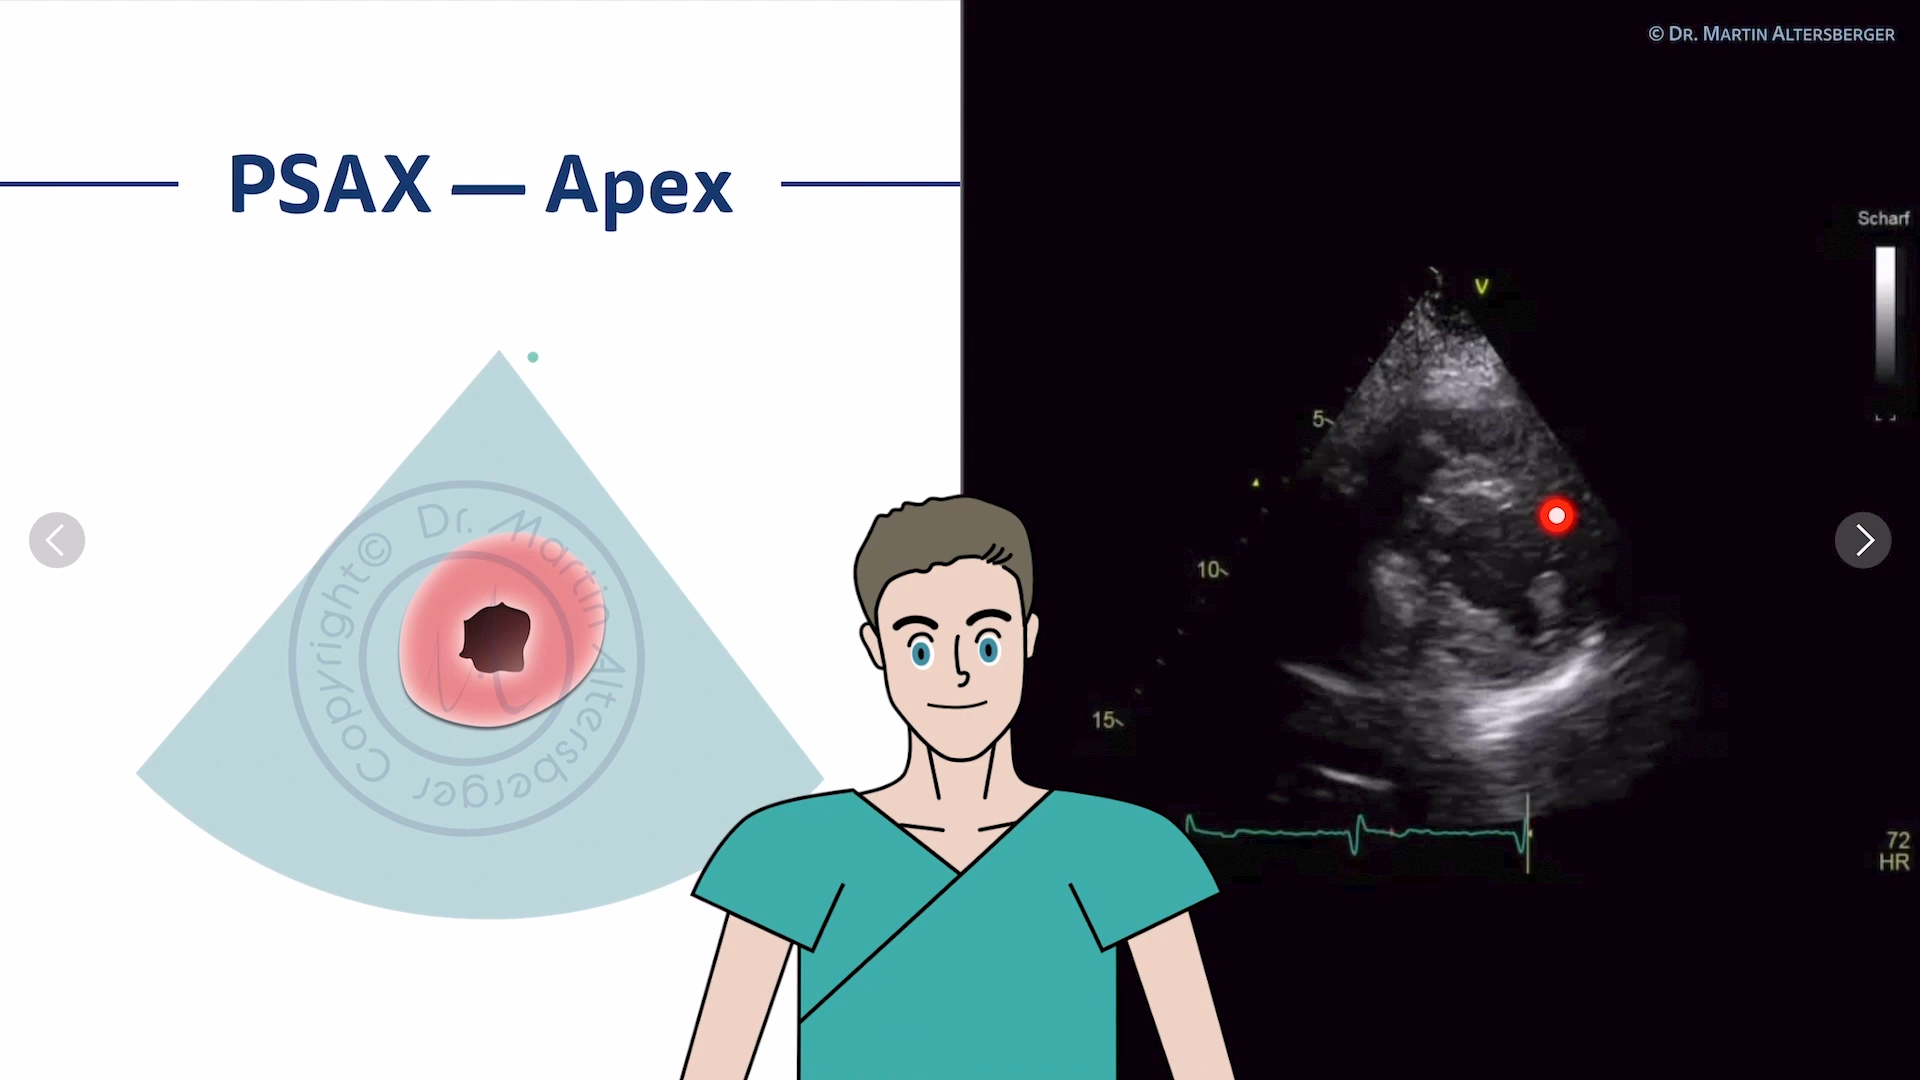 © DR. MARTIN ALTERSBERGER
PSAX — Apex
Scharf
V
5
10
15
Copyright© Dr. Martin Altersberger
72
HR